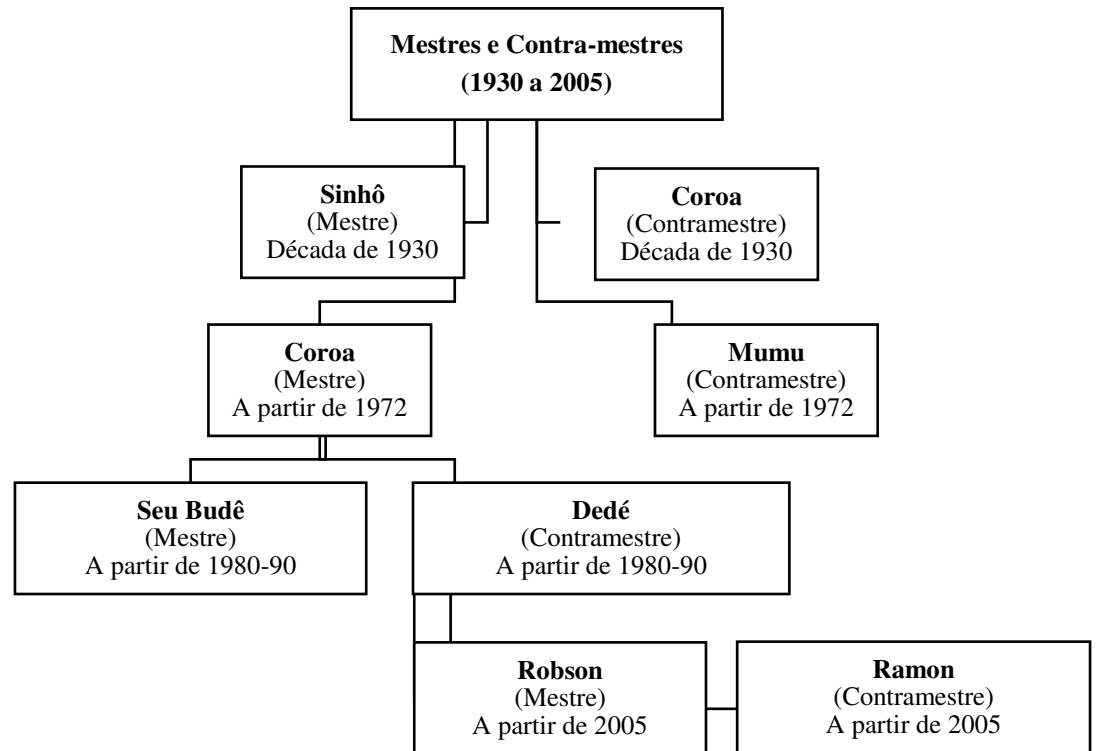 Mestres e Contra-mestres
(1930 a 2005)
Sinhô
(Mestre)
Década de 1930
Coroa
(Contramestre)
Década de 1930
Coroa
(Mestre)
A partir de 1972
Mumu
(Contramestre)
A partir de 1972
Seu Budê
(Mestre)
A partir de 1980-90
Dedé
(Contramestre)
A partir de 1980-90
Robson
(Mestre)
A partir de 2005
Ramon
(Contramestre)
A partir de 2005